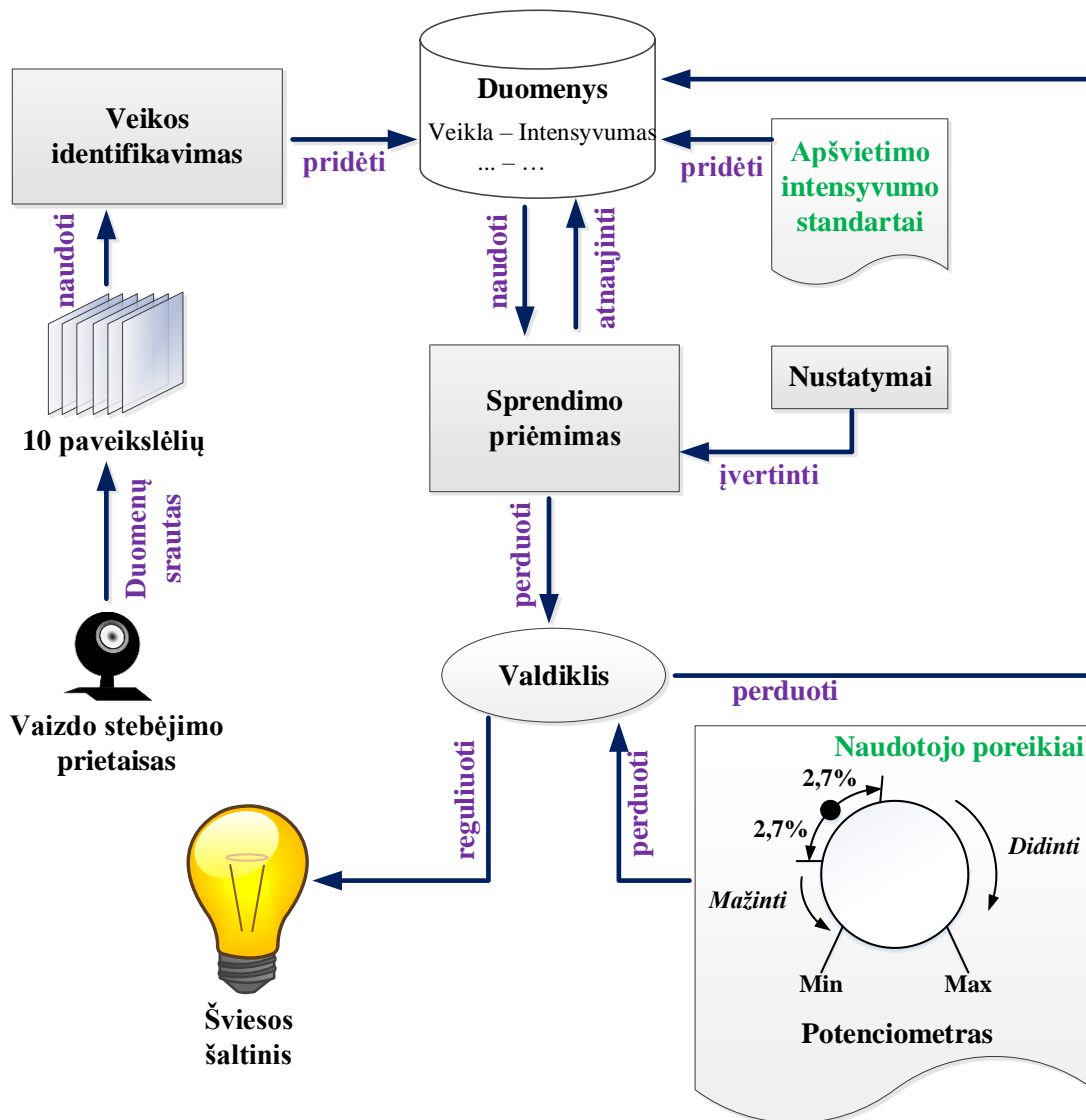 Duomenys
Veikla – Intensyvumas
... – …
Veikos
identifikavimas
pridėti
pridėti
Apšvietimo
intensyvumo
standartai
naudoti
naudoti
atnaujinti
10 paveikslėlių
Sprendimo
priėmimas
Nustatymai
įvertinti
Duomenų
srautas
perduoti
Vaizdo stebėjimo
prietaisas
Valdiklis
perduoti
reguliuoti
perduoti
Naudotojo poreikiai
2,7%
2,7%
Didinti
Mažinti
Min
Max
Potenciometras
Šviesos
šaltinis